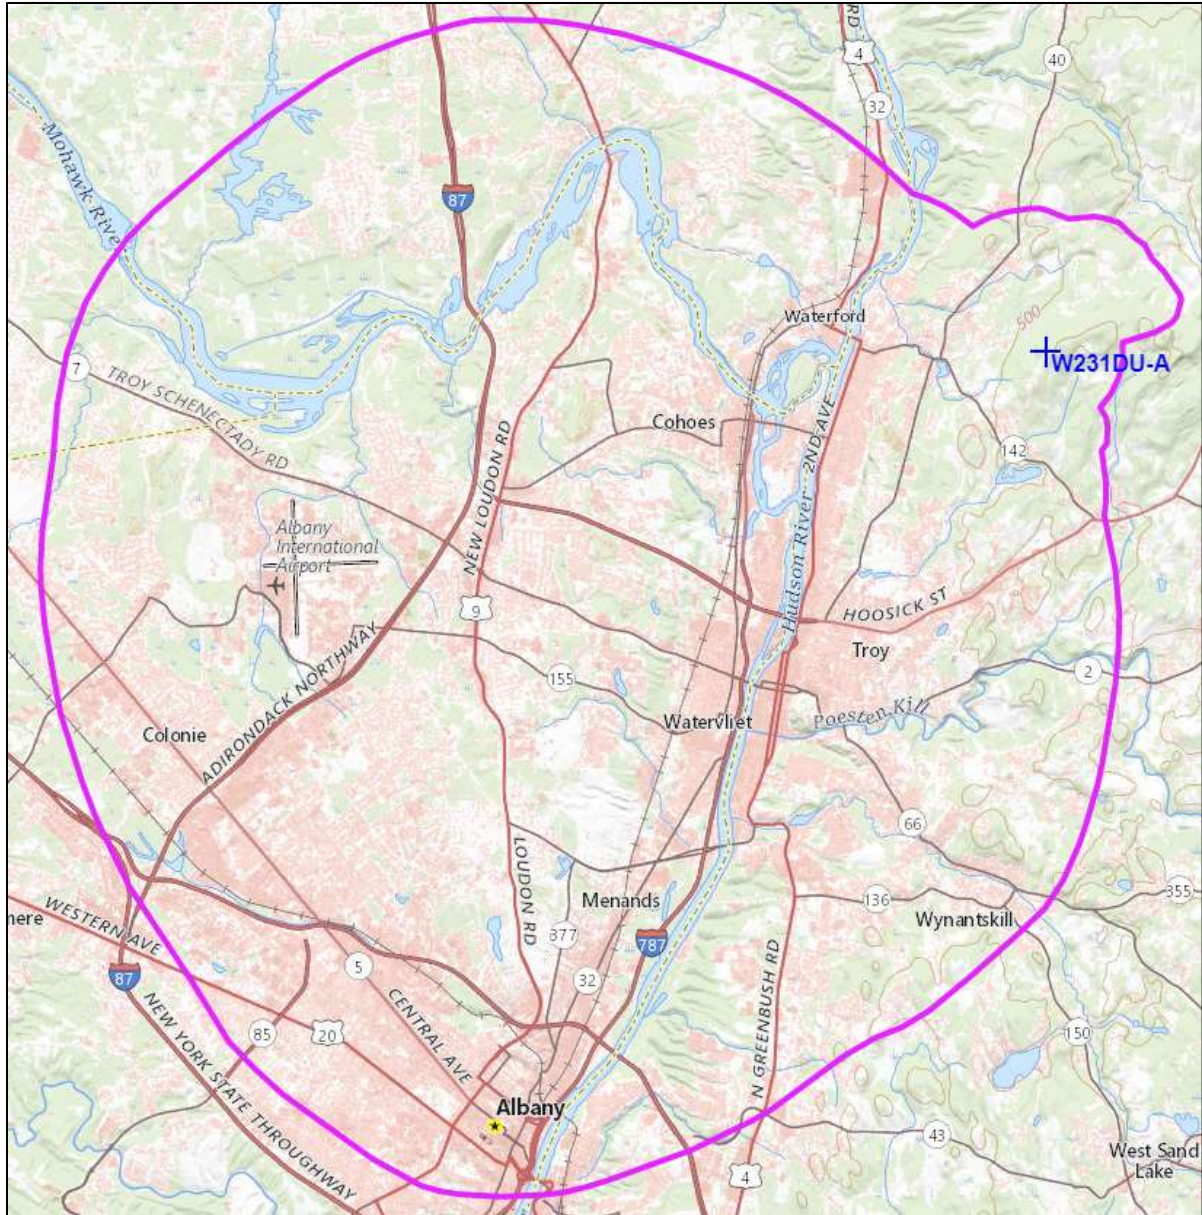 RD
4
40
32
Mohawk River
87
500
Waterford
W231DU-A
7
TROY SCHENECTADY RD
Cohoes
2ND AVE
142
NEW LOUDON RD
Albany
International
Airport
Hudson River
9
HOOSICK ST
Troy
155
2
ADIRONDACK NORTHWAY
Colonie
Watervliet
Poesten Kill
66
LOUDON RD
Menands
136
355
WESTERN AVE
mere
Wynantskill
377
787
5
87
32
N GREENBUSH RD
NEW YORK STATE THROUGHWAY
85
20
CENTRAL AVE
150
Albany
43
West Sand
Lake
4